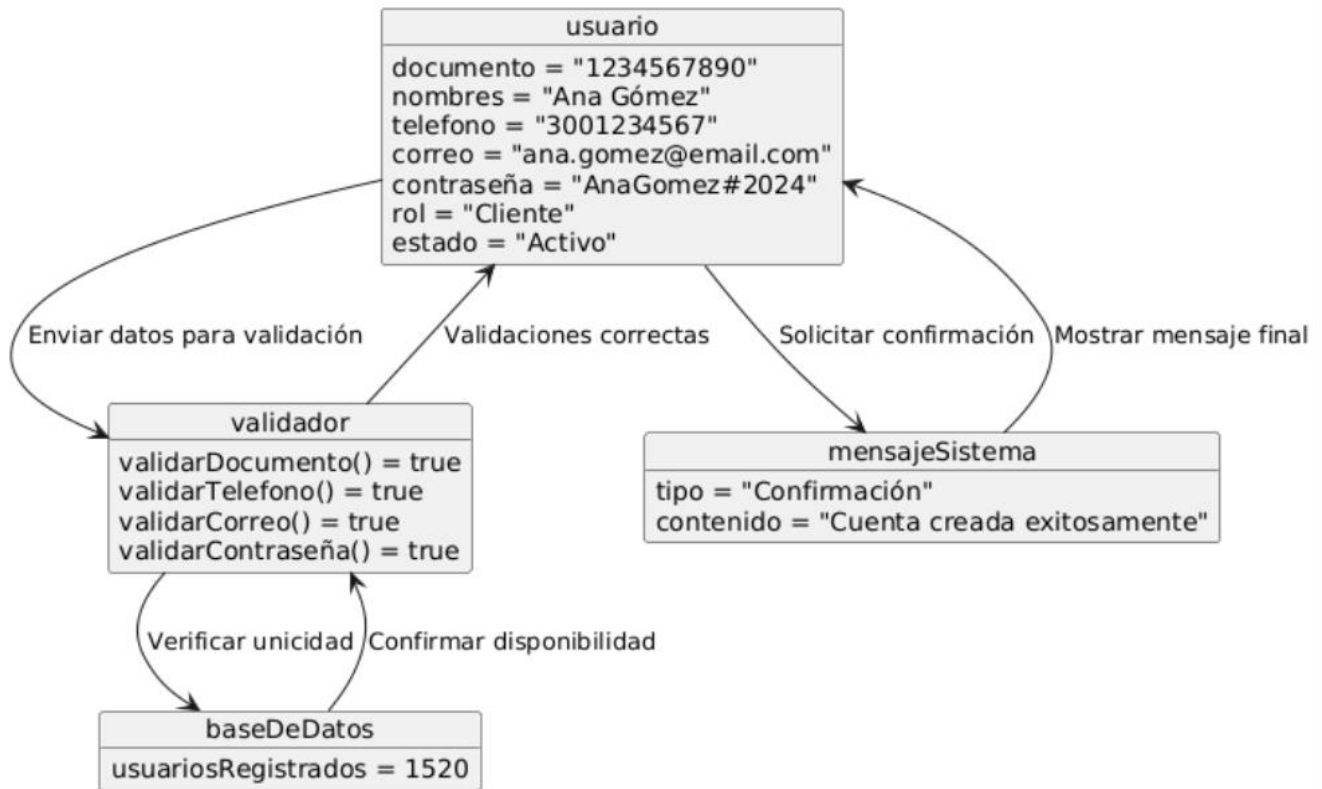 usuario
documento = "1234567890"
nombres = "Ana Gómez"
telefono = "3001234567"
correo = "ana.gomez@email.com"
contraseña = "AnaGomez#2024"
rol = "Cliente"
estado = "Activo"
Enviar datos para validación
Validaciones correctas
Solicitar confirmación
Mostrar mensaje final
validador
validarDocumento() = true
validarTelefono() = true
validarCorreo() = true
validarContraseña() = true
mensajeSistema
tipo = "Confirmación"
contenido = "Cuenta creada exitosamente"
Verificar unicidad
Confirmar disponibilidad
baseDeDatos
usuariosRegistrados = 1520